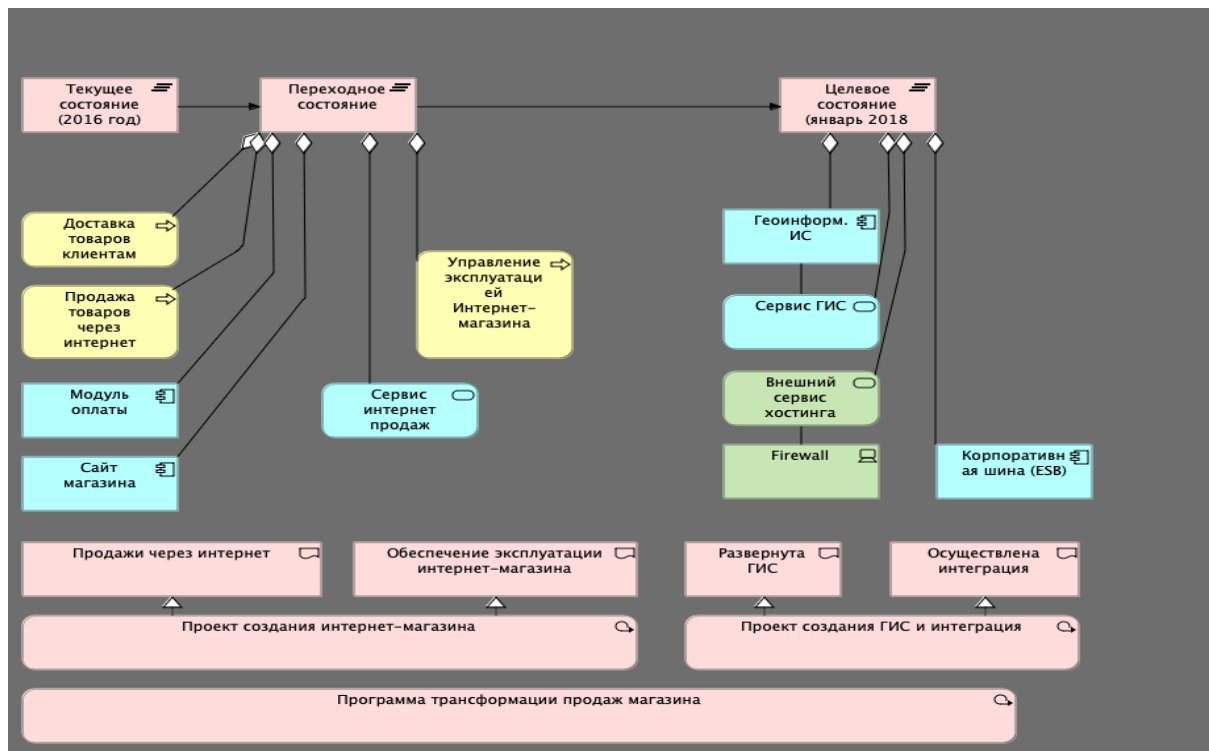 Текущее
состояние
(2016 год)
Переходное
состояние
Целевое
состояние
(январь 2018
Доставка
товаров
клиентам
Продажа
товаров
через
интернет
Модуль
оплаты
Сайт
магазина
Сервис
интернет
продаж
Управление
эксплуатаци
ей
Интернет-
магазина
Геоинформ.
ИС
Сервис ГИС
Внешний
сервис
хостинга
Firewall
Корпоративн
ая шина (ESB)
Продажи через интернет
Обеспечение эксплуатации
интернет-магазина
Развернута
ГИС
Осуществлена
интеграция
Проект создания интернет-магазина
Проект создания ГИС и интеграция
Программа трансформации продаж магазина